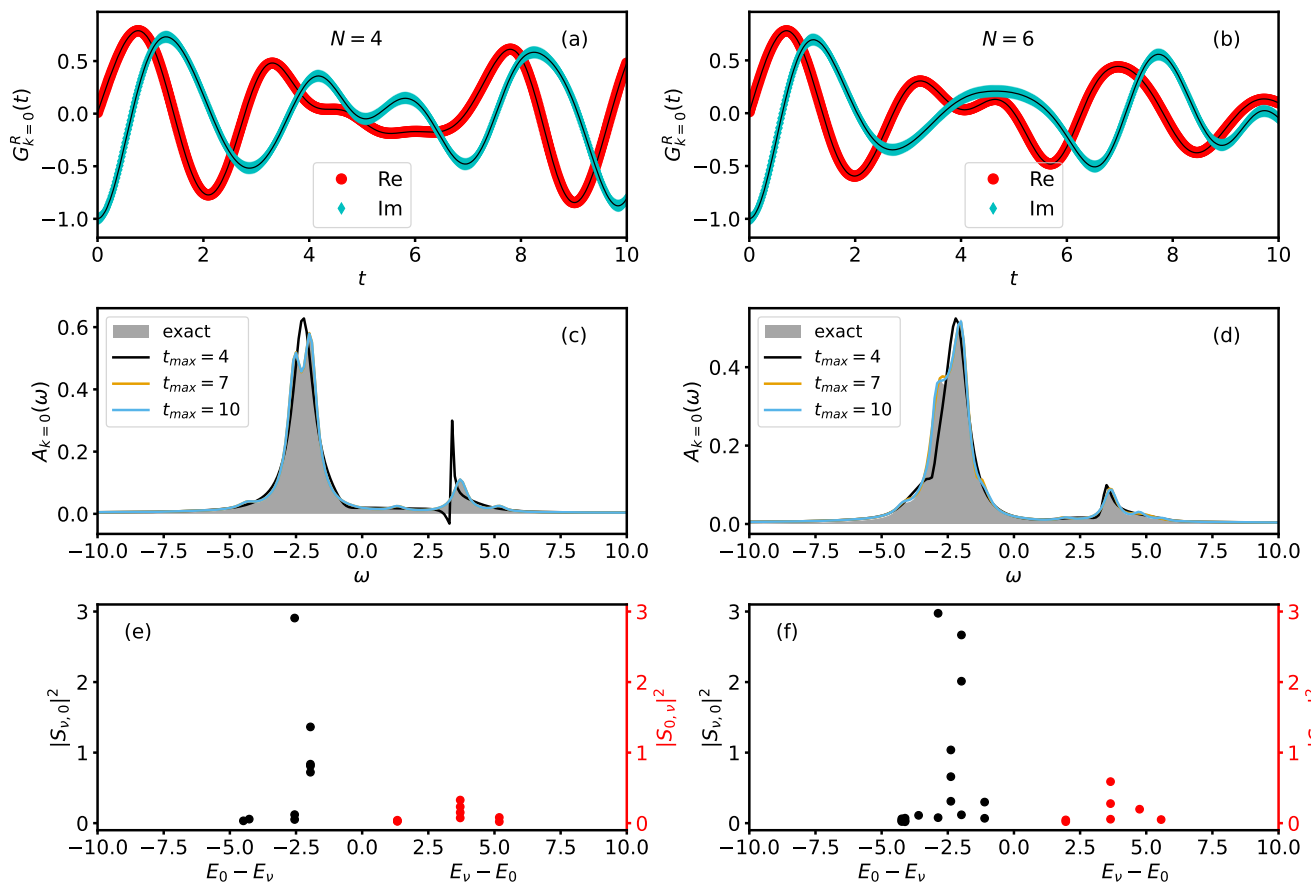 N = 4
(a)
G^R_{k=0}(t)
0.5
0.0
−0.5
−1.0
Re
Im
0 2 4 6 8 10
t
N = 6
(b)
G^R_{k=0}(t)
0.5
0.0
−0.5
−1.0
Re
Im
0 2 4 6 8 10
t
(c)
A_{k=0}(ω)
0.6
0.4
0.2
0.0
exact
t_{max} = 4
t_{max} = 7
t_{max} = 10
−10.0 −7.5 −5.0 −2.5 0.0 2.5 5.0 7.5 10.0
ω
(d)
A_{k=0}(ω)
0.4
0.2
0.0
exact
t_{max} = 4
t_{max} = 7
t_{max} = 10
−10.0 −7.5 −5.0 −2.5 0.0 2.5 5.0 7.5 10.0
ω
(e)
|S_{ν,0}|^2
3
2
1
0
3
2
1
0
|S_{0,ν}|^2
−10.0 −7.5 −5.0 −2.5 0.0 2.5 5.0 7.5 10.0
E_0 − E_ν
E_ν − E_0
(f)
|S_{ν,0}|^2
3
2
1
0
3
2
1
0
−10.0 −7.5 −5.0 −2.5 0.0 2.5 5.0 7.5 10.0
E_0 − E_ν
E_ν − E_0